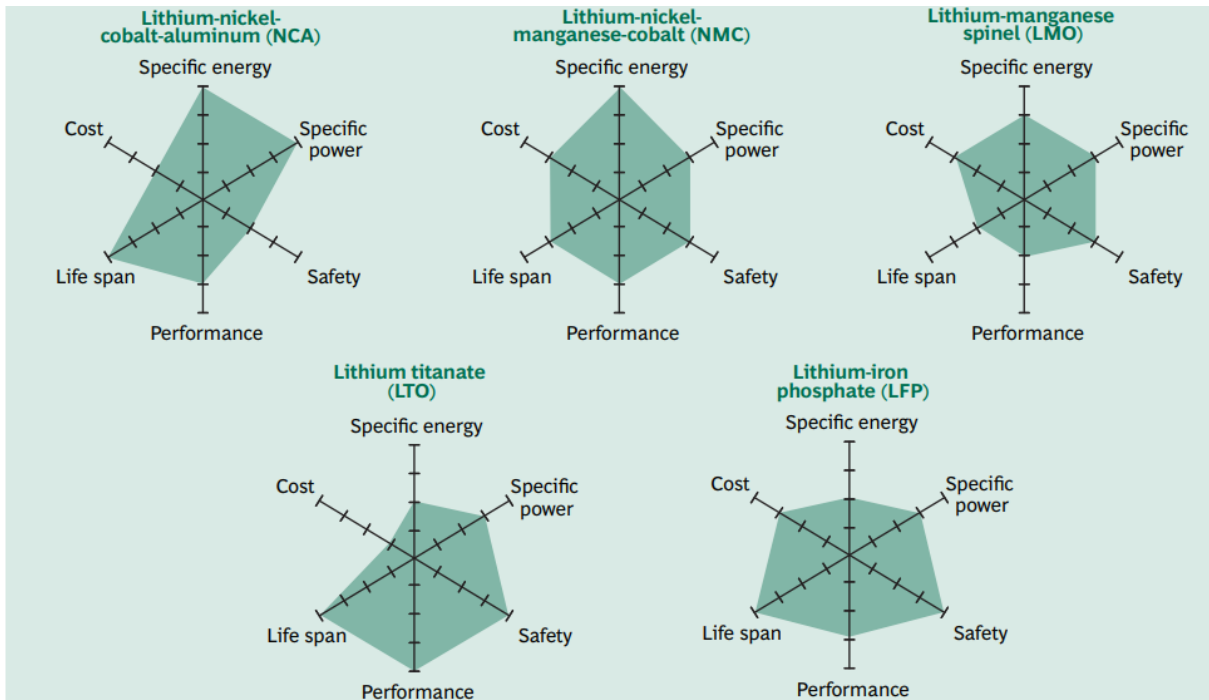 Lithium-nickel-
cobalt-aluminum (NCA)
Specific energy
Cost
Specific
power
Life span
Safety
Performance
Lithium-nickel-
manganese-cobalt (NMC)
Specific energy
Cost
Specific
power
Life span
Safety
Performance
Lithium-manganese
spinel (LMO)
Specific energy
Cost
Specific
power
Life span
Safety
Performance
Lithium titanate
(LTO)
Specific energy
Cost
Specific
power
Life span
Safety
Performance
Lithium-iron
phosphate (LFP)
Specific energy
Cost
Specific
power
Life span
Safety
Performance